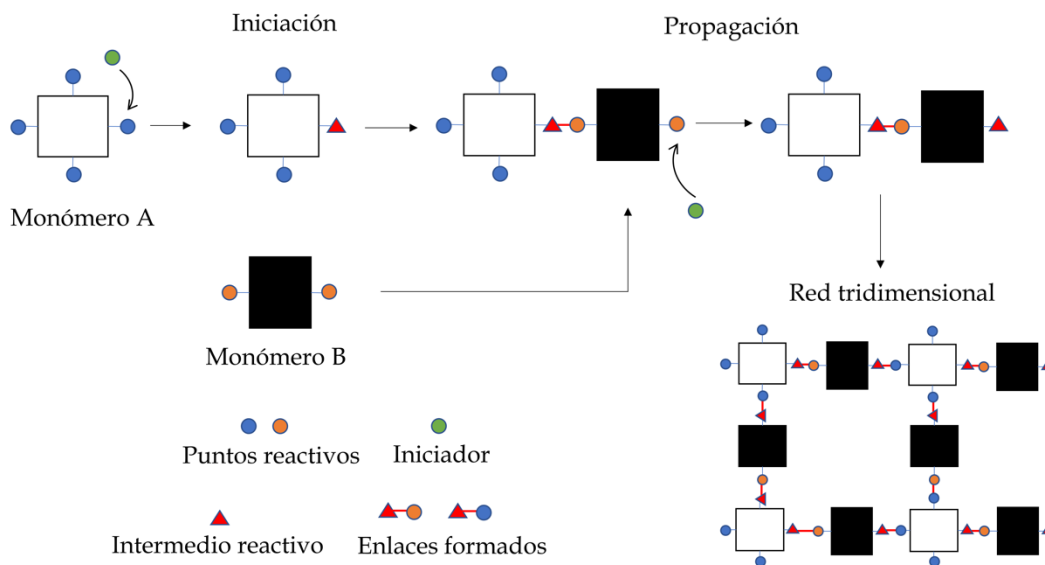 Iniciación
Propagación
Monómero A
Monómero B
Red tridimensional
Puntos reactivos
Iniciador
Intermedio reactivo
Enlaces formados